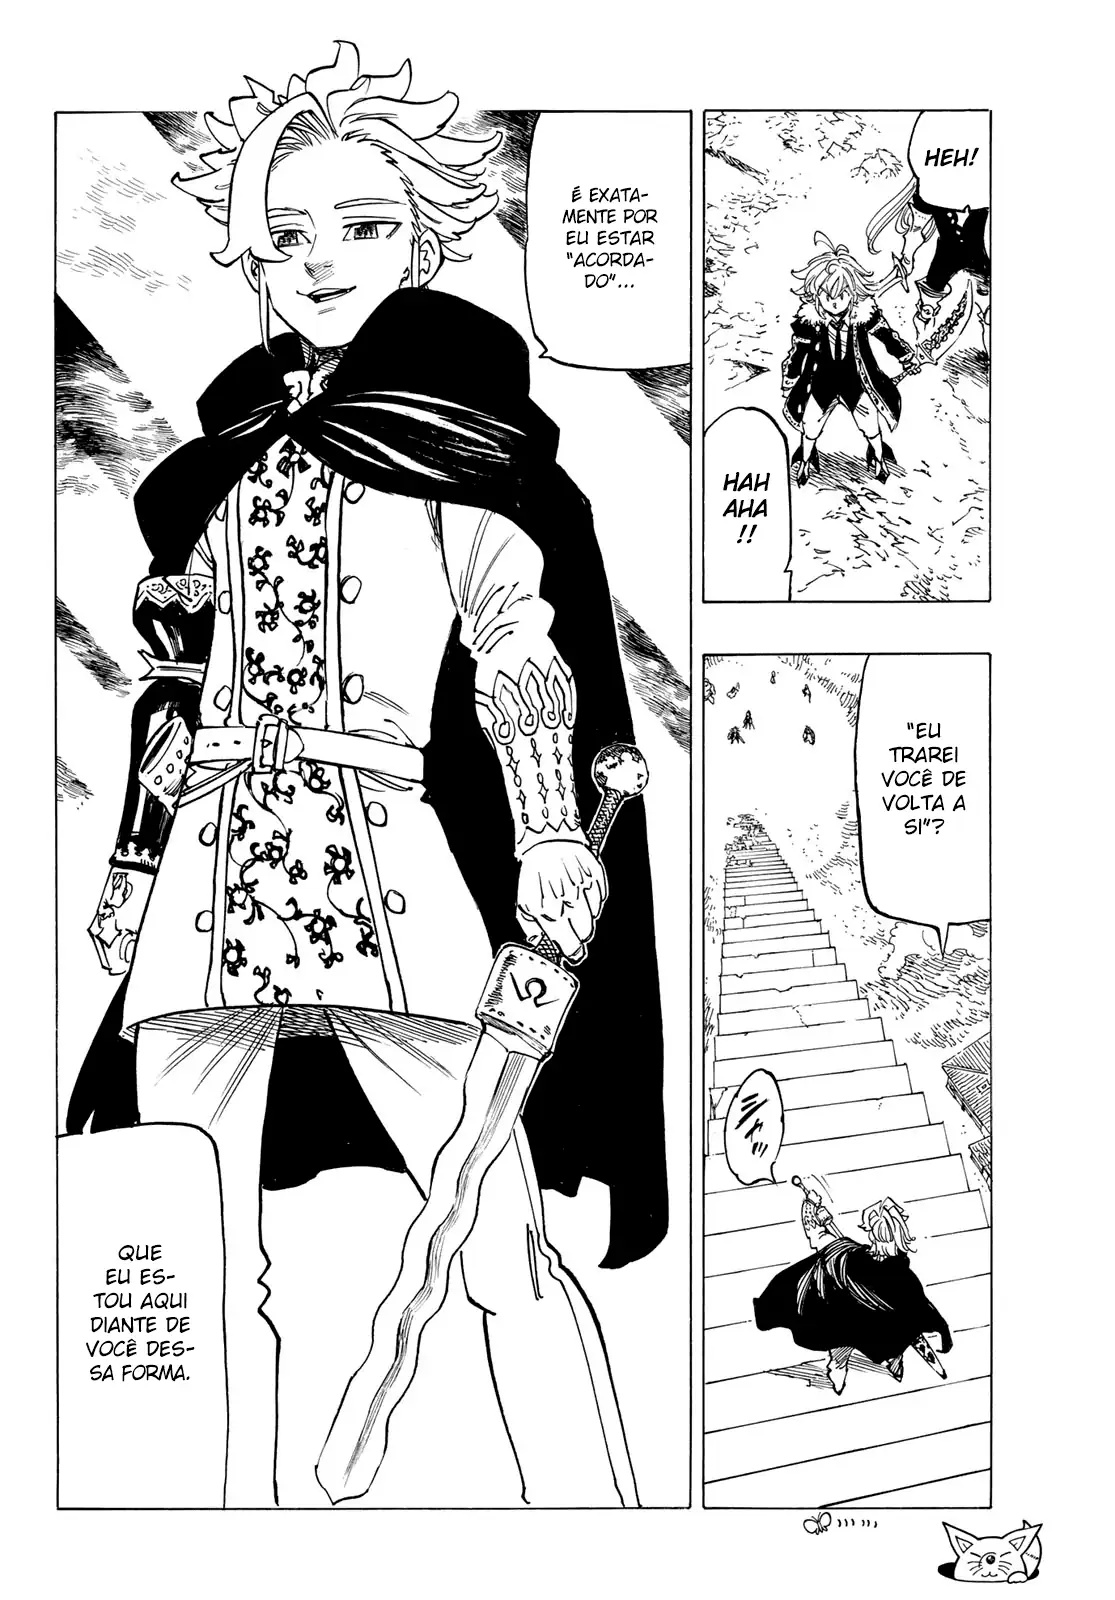 HEH!
HAH
AHA
!!
"EU
TRAREI
VOCÊ DE
VOLTA A
SI"?
É EXATA-
MENTE POR
EU ESTAR
"ACORDA-
DO"...
QUE
EU ES-
TOU AQUI
DIANTE DE
VOCÊ DES-
SA FORMA.